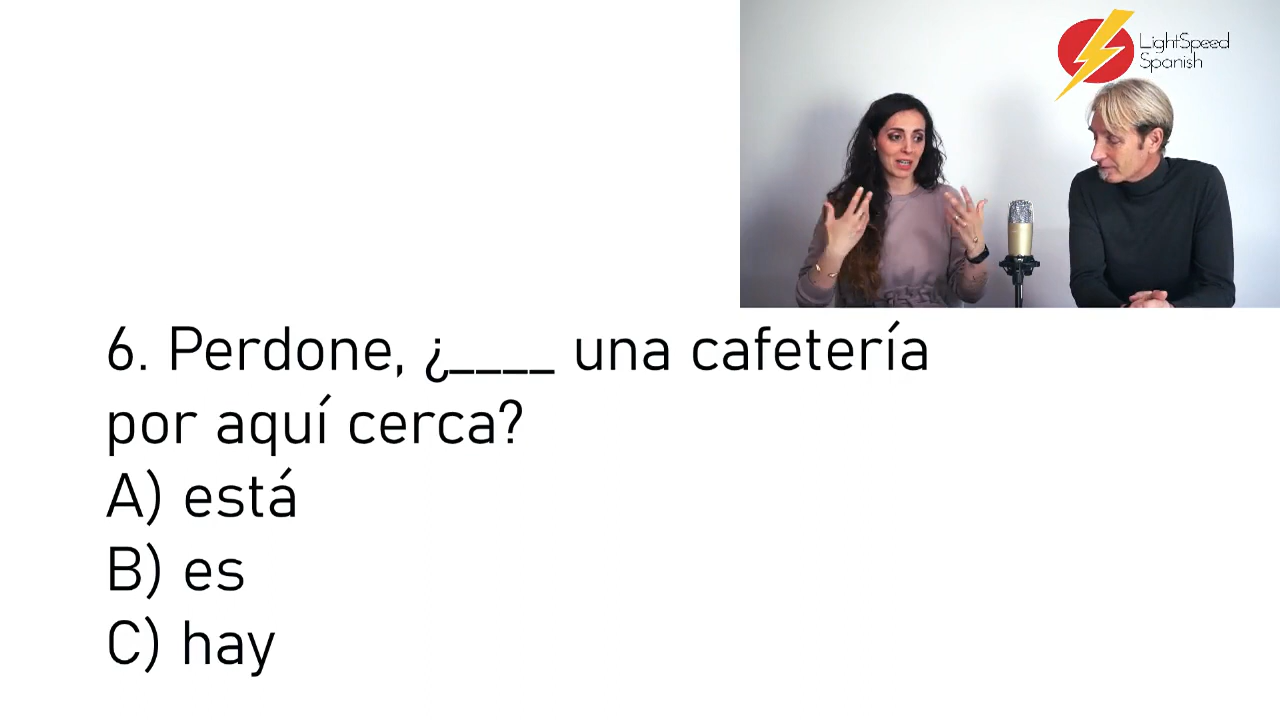 LightSpeed
Spanish
6. Perdone, ¿____ una cafetería
por aquí cerca?
A) está
B) es
C) hay